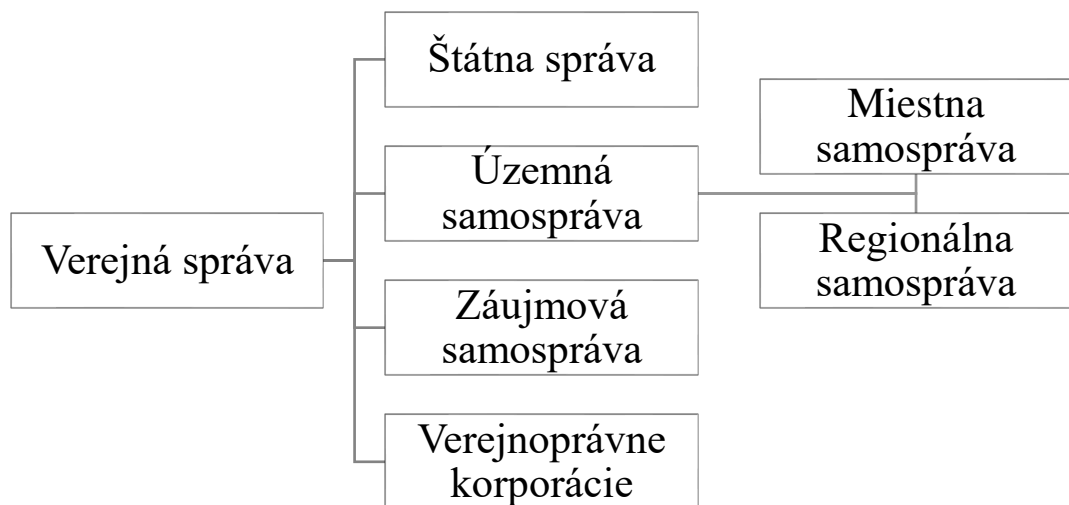 Verejná správa
Štátna správa
Územná
samospráva
Miestna
samospráva
Regionálna
samospráva
Záujmová
samospráva
Verejnoprávne
korporácie